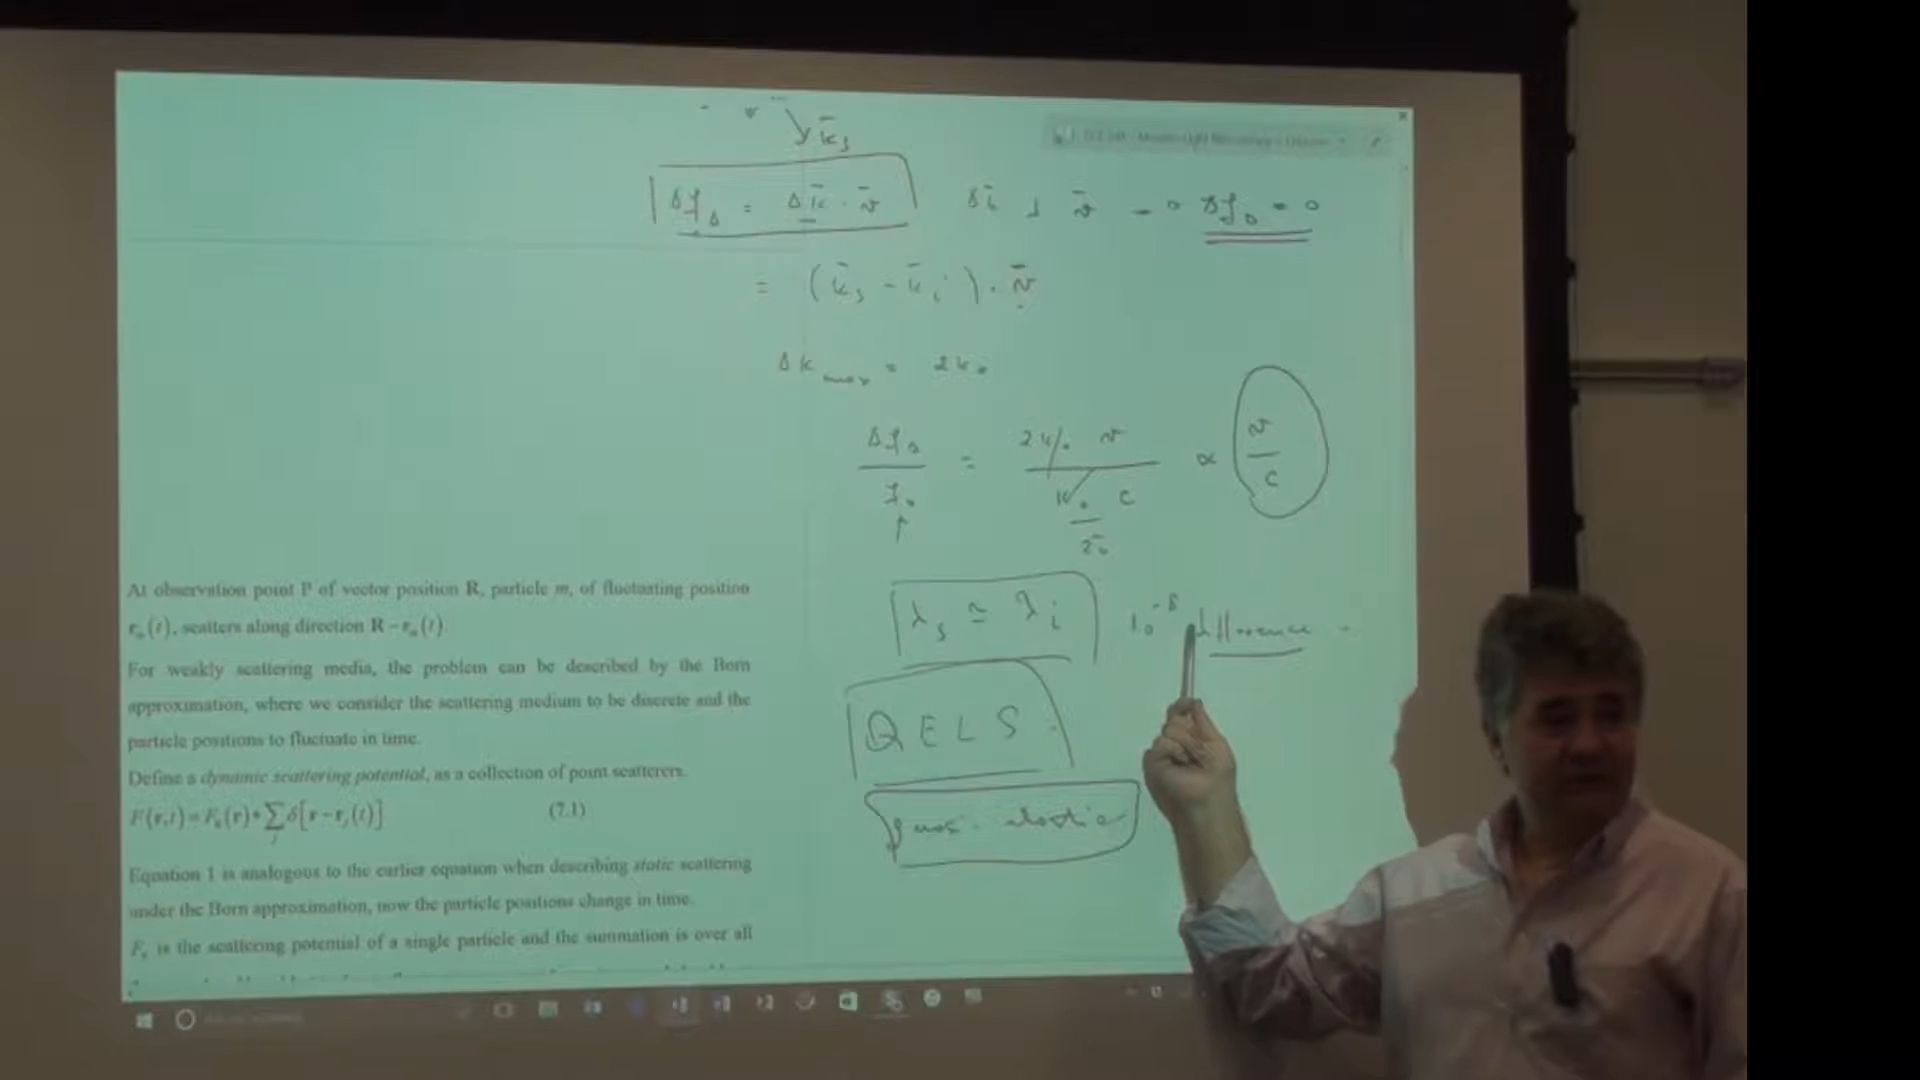 k̄s
Δf_D = Δk̄ · v̄   Δk̄ ⊥ v̄ → Δf_D = 0
= (k̄s - k̄i) · v̄
Δk max = 2k₀
Δf_D / f₀ = 2k₀ v / k₀ c / 2π ∝ v / c
At observation point P of vector position R, particle m, of fluctuating position
r_m(t), scatters along direction R − r_m(t).
For weakly scattering media, the problem can be described by the Born
approximation, where we consider the scattering medium to be discrete and the
particle positions to fluctuate in time.
Define a dynamic scattering potential, as a collection of point scatterers.
F(r,t) = F₀(r) * ∑j δ[r − rj(t)]   (7.1)
Equation 1 is analogous to the earlier equation when describing static scattering
under the Born approximation, now the particle positions change in time.
F₀ is the scattering potential of a single particle and the summation is over all
λs ≃ λi   10⁻⁸ difference
QELS
quasi-elastic